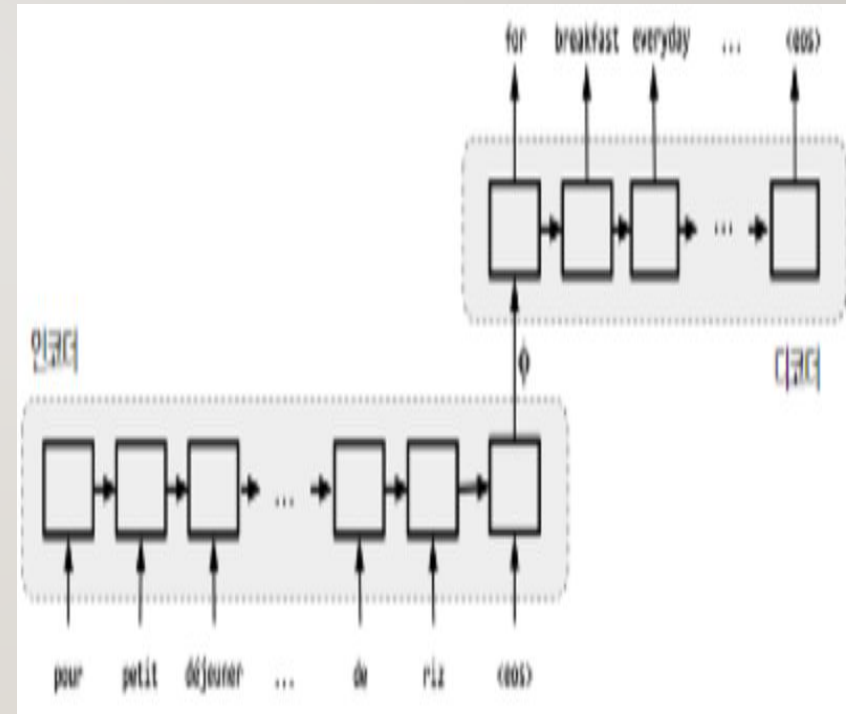 for breakfast everyday ... <eos>
인코더
ϕ
디코더
pour petit déjeuner ... de riz <eos>